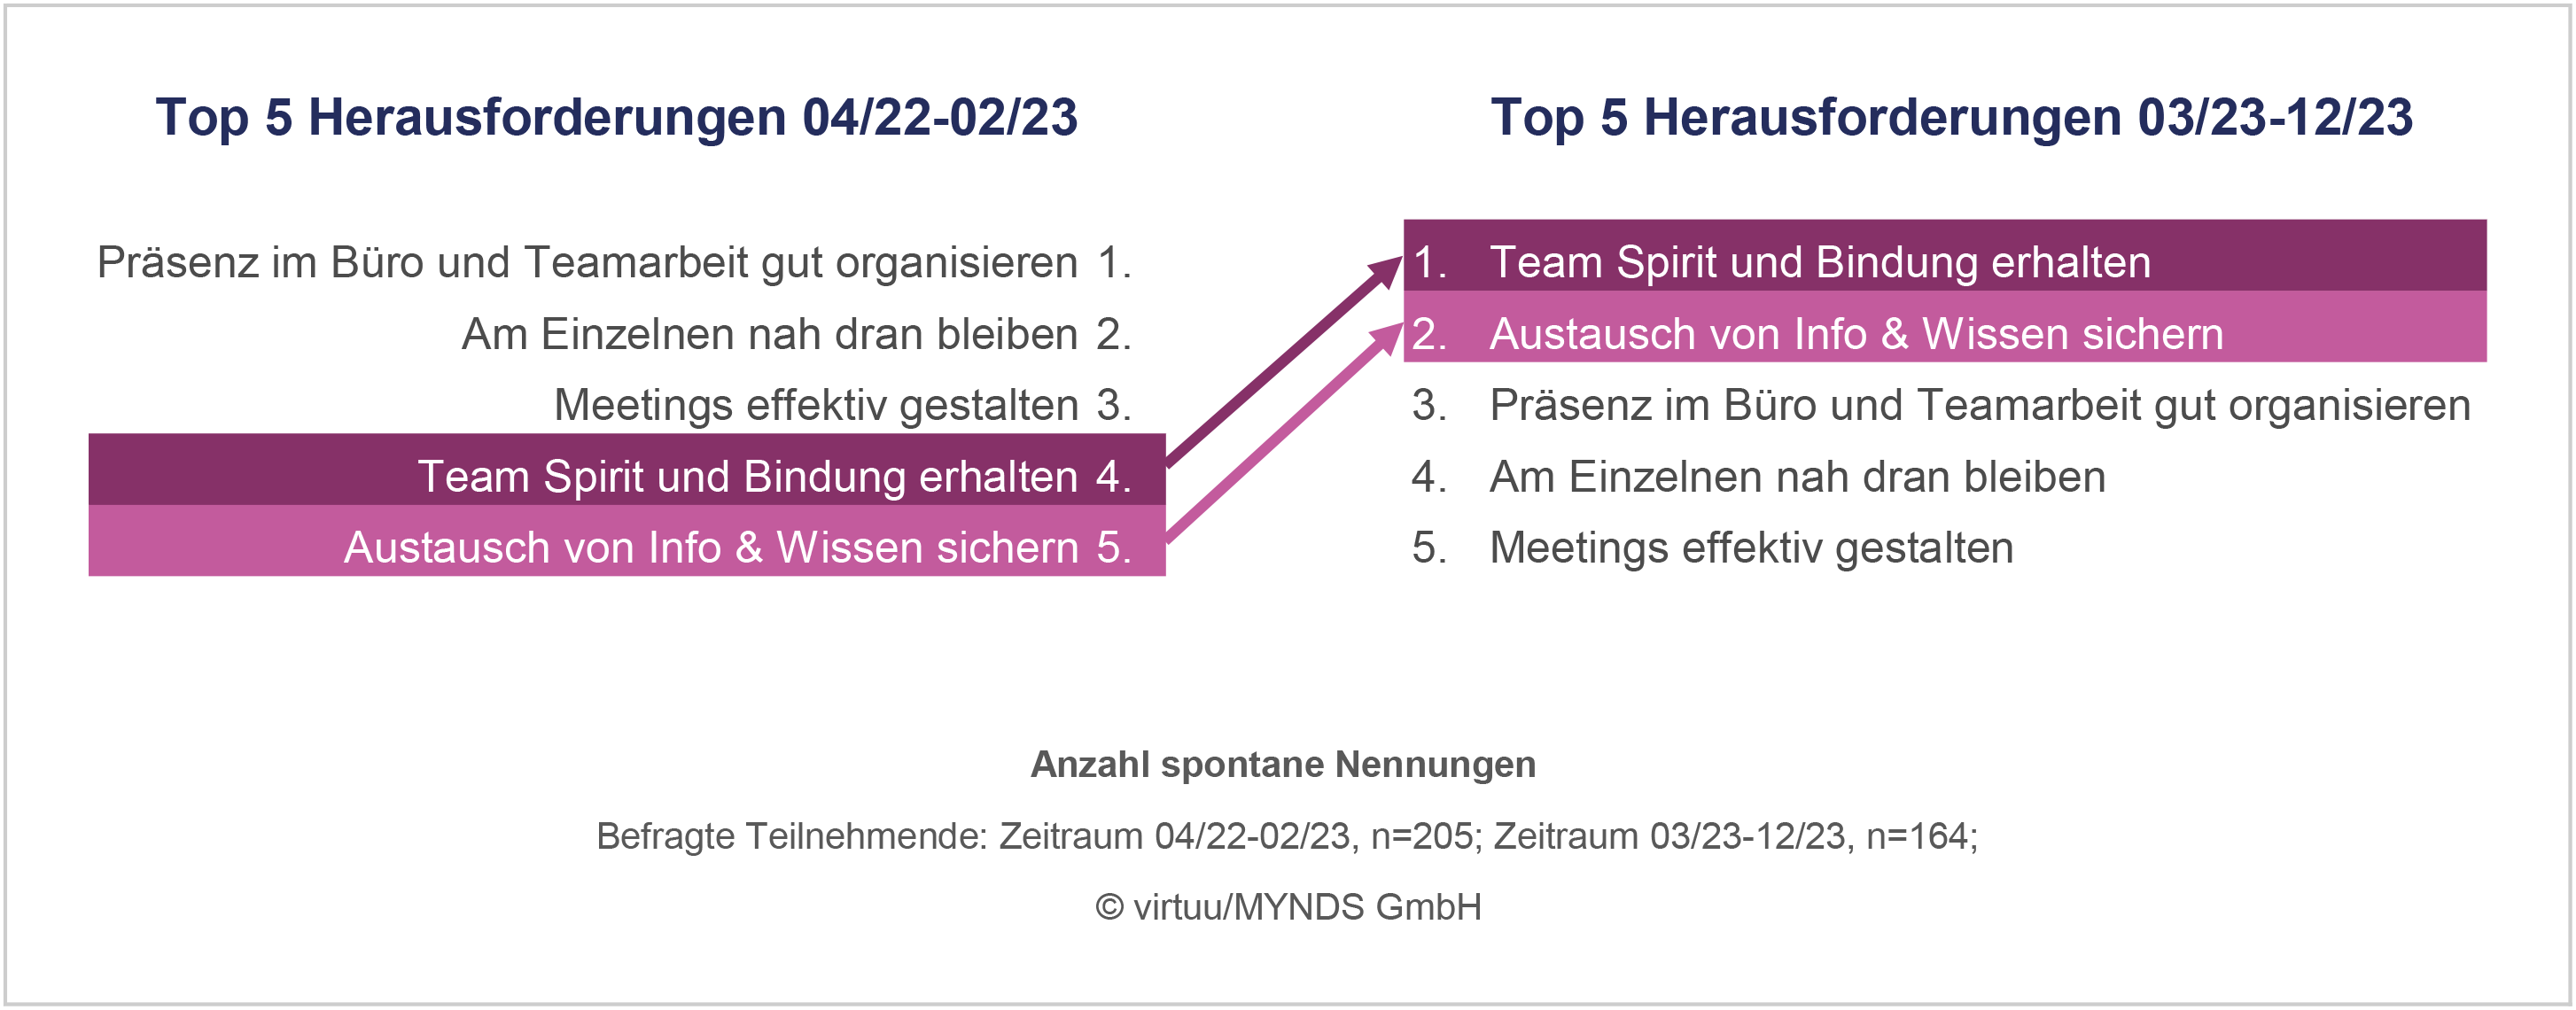 Top 5 Herausforderungen 04/22-02/23
Präsenz im Büro und Teamarbeit gut organisieren 1.
Am Einzelnen nah dran bleiben 2.
Meetings effektiv gestalten 3.
Team Spirit und Bindung erhalten 4.
Austausch von Info & Wissen sichern 5.
Top 5 Herausforderungen 03/23-12/23
1. Team Spirit und Bindung erhalten
2. Austausch von Info & Wissen sichern
3. Präsenz im Büro und Teamarbeit gut organisieren
4. Am Einzelnen nah dran bleiben
5. Meetings effektiv gestalten
Anzahl spontane Nennungen
Befragte Teilnehmende: Zeitraum 04/22-02/23, n=205; Zeitraum 03/23-12/23, n=164;
© virtuu/MYNDS GmbH